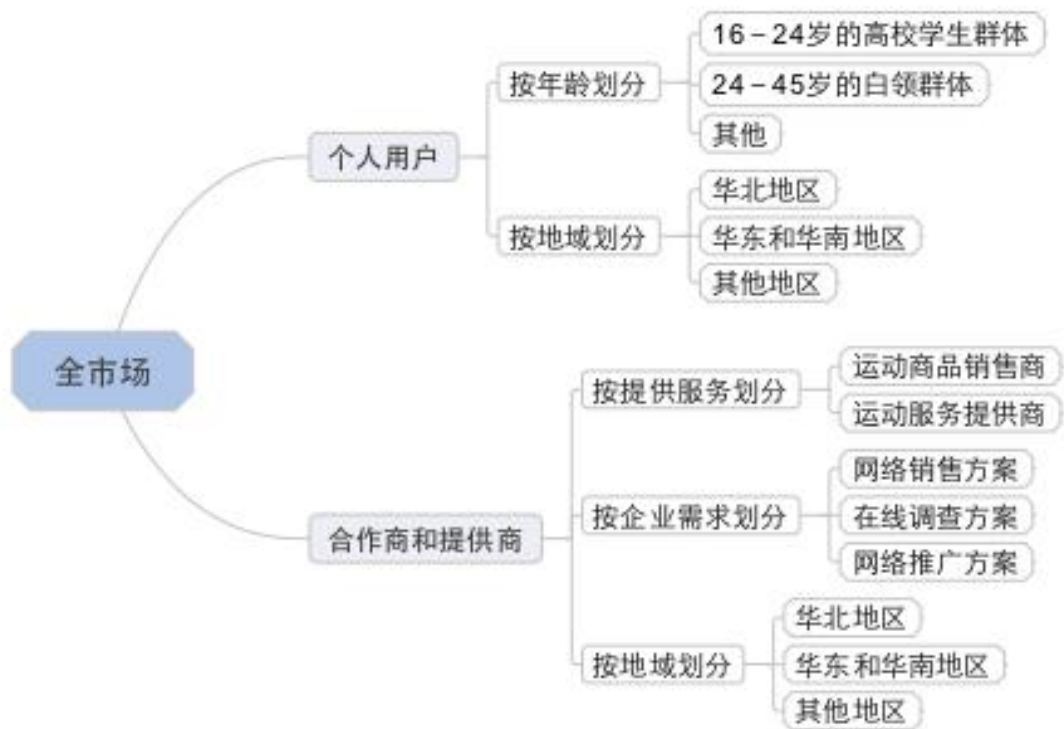 全市场
个人用户
按年龄划分
16－24岁的高校学生群体
24－45岁的白领群体
其他
按地域划分
华北地区
华东和华南地区
其他地区
合作商和提供商
按提供服务划分
运动商品销售商
运动服务提供商
按企业需求划分
网络销售方案
在线调查方案
网络推广方案
按地域划分
华北地区
华东和华南地区
其他地区